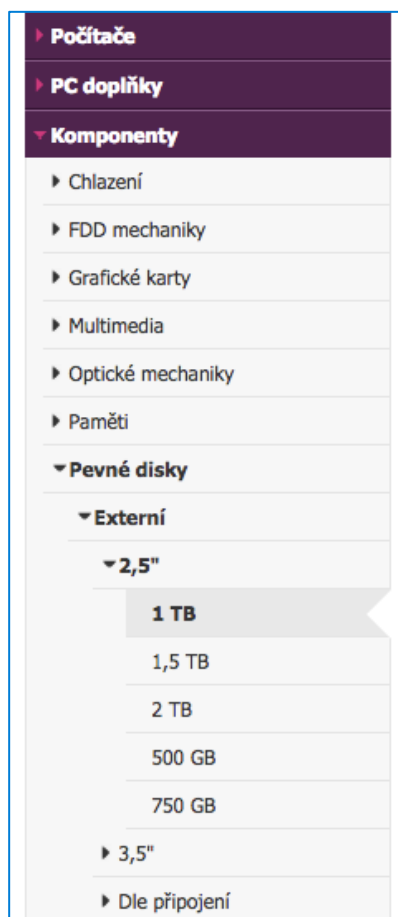 Počítače
PC doplňky
Komponenty
Chlazení
FDD mechaniky
Grafické karty
Multimedia
Optické mechaniky
Paměti
Pevné disky
Externí
2,5"
1 TB
1,5 TB
2 TB
500 GB
750 GB
3,5"
Dle připojení